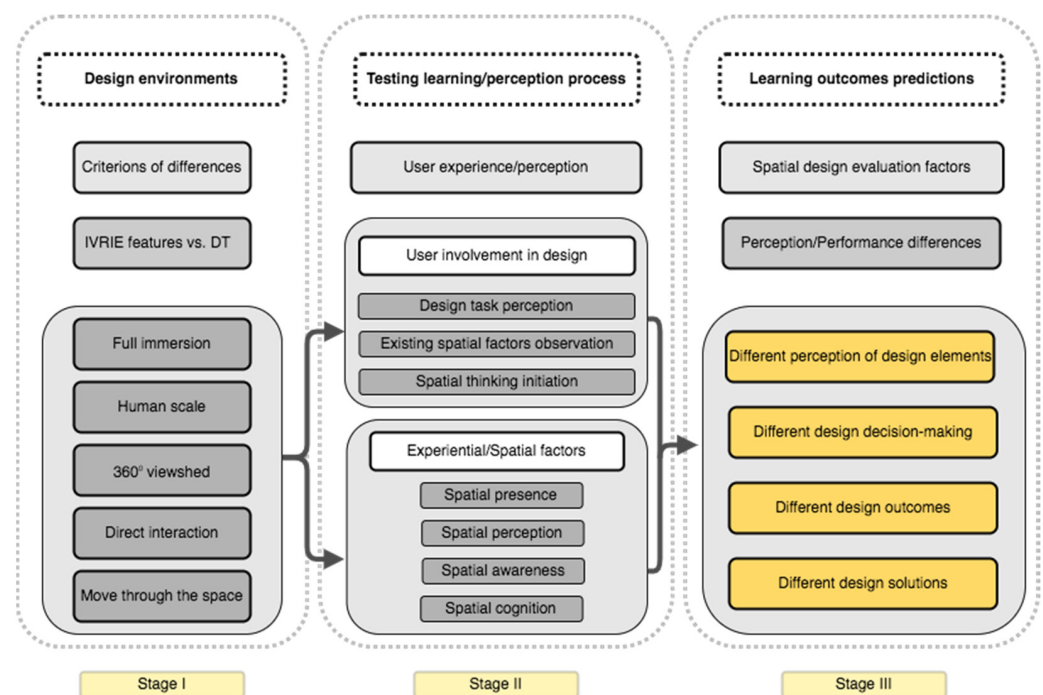 Design environments
Criterions of differences
IVRIE features vs. DT
Full immersion
Human scale
360° viewshed
Direct interaction
Move through the space
Stage I
Testing learning/perception process
User experience/perception
User involvement in design
Design task perception
Existing spatial factors observation
Spatial thinking initiation
Experiential/Spatial factors
Spatial presence
Spatial perception
Spatial awareness
Spatial cognition
Stage II
Learning outcomes predictions
Spatial design evaluation factors
Perception/Performance differences
Different perception of design elements
Different design decision-making
Different design outcomes
Different design solutions
Stage III